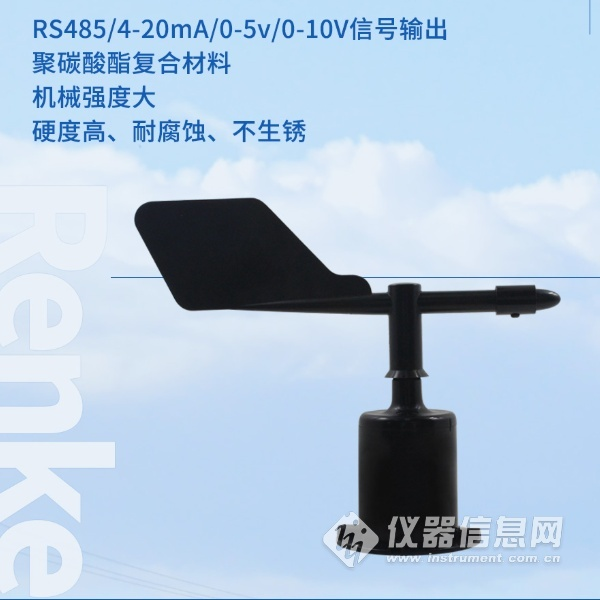 RS485/4-20mA/0-5v/0-10V信号输出
聚碳酸酯复合材料
机械强度大
硬度高、耐腐蚀、不生锈
Renke
仪器信息网
www.instrument.com.cn